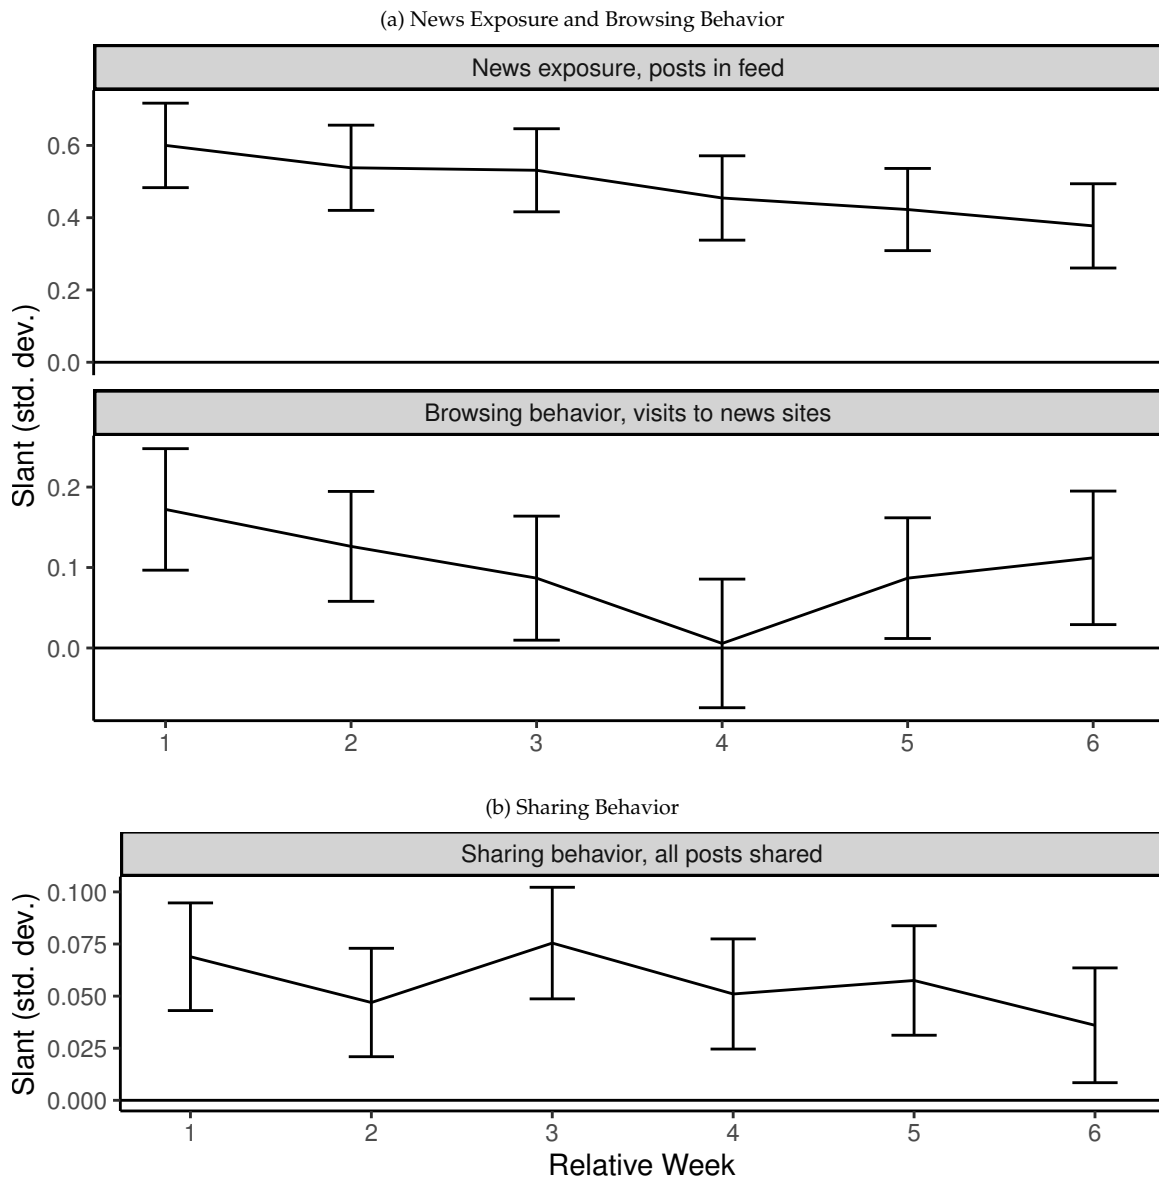 (a) News Exposure and Browsing Behavior
News exposure, posts in feed
0.6
0.4
0.2
0.0
Slant (std. dev.)
Browsing behavior, visits to news sites
0.2
0.1
0.0
1 2 3 4 5 6
(b) Sharing Behavior
Sharing behavior, all posts shared
0.100
0.075
0.050
0.025
0.000
Slant (std. dev.)
1 2 3 4 5 6
Relative Week